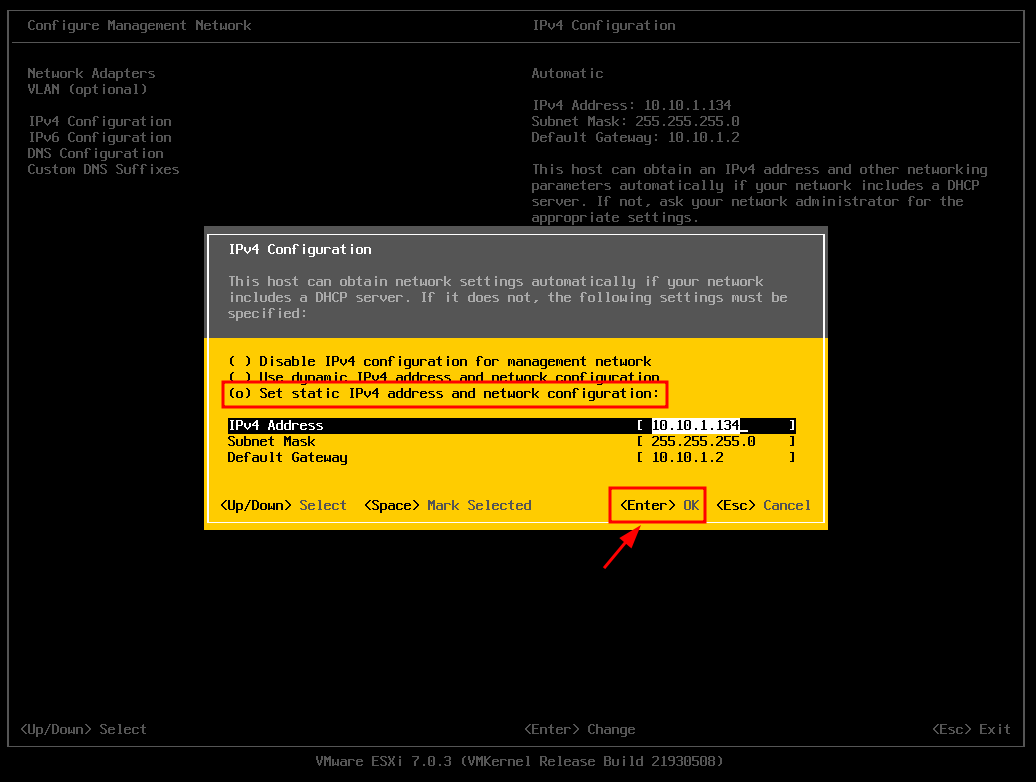 Configure Management Network
IPv4 Configuration
Network Adapters
VLAN (optional)
IPv4 Configuration
IPv6 Configuration
DNS Configuration
Custom DNS Suffixes
Automatic
IPv4 Address: 10.10.1.134
Subnet Mask: 255.255.255.0
Default Gateway: 10.10.1.2
This host can obtain an IPv4 address and other networking
parameters automatically if your network includes a DHCP
server. If not, ask your network administrator for the
appropriate settings.
IPv4 Configuration
This host can obtain network settings automatically if your network
includes a DHCP server. If it does not, the following settings must be
specified:
( ) Disable IPv4 configuration for management network
( ) Use dynamic IPv4 address and network configuration
(o) Set static IPv4 address and network configuration:
IPv4 Address [ 10.10.1.134_ ]
Subnet Mask [ 255.255.255.0 ]
Default Gateway [ 10.10.1.2 ]
<Up/Down> Select <Space> Mark Selected <Enter> OK <Esc> Cancel
<Up/Down> Select <Enter> Change <Esc> Exit
VMware ESXi 7.0.3 (VMKernel Release Build 21930508)